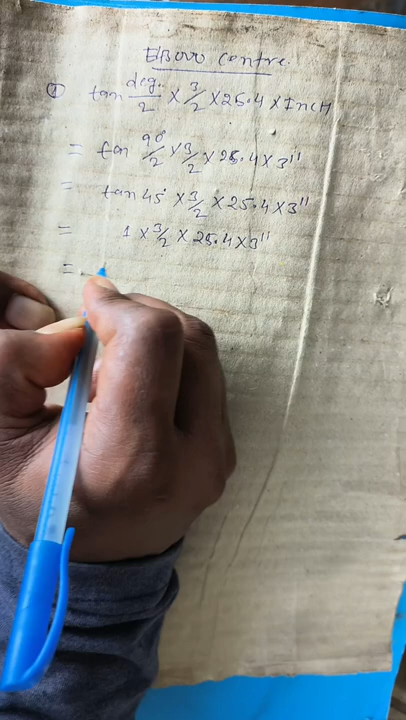 Elbow centre.
① tan deg./2 × 3/2 × 25.4 × Inch
= tan 90°/2 × 3/2 × 25.4 × 3"
= tan 45° × 3/2 × 25.4 × 3"
= 1 × 3/2 × 25.4 × 3"
=